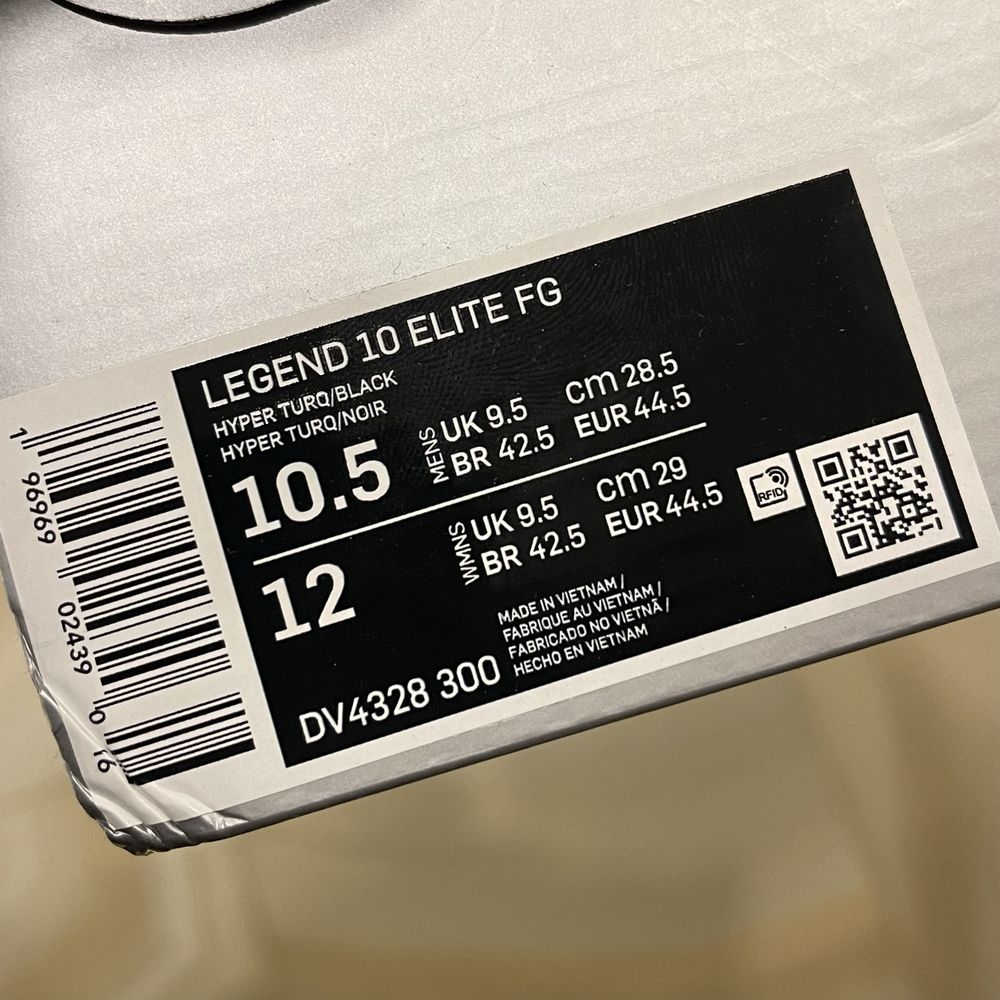 LEGEND 10 ELITE FG
HYPER TURQ/BLACK
HYPER TURQ/NOIR
10.5
MENS
UK 9.5 cm 28.5
BR 42.5 EUR 44.5
12
WMNS
UK 9.5 cm 29
BR 42.5 EUR 44.5
RFID
MADE IN VIETNAM /
FABRIQUE AU VIETNAM /
FABRICADO NO VIETNÃ /
HECHO EN VIETNAM
DV4328 300
1 96969 02439 0 16